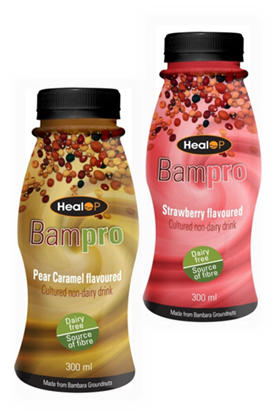 HealOP
Bampro
Pear Caramel flavoured
Cultured non-dairy drink
Dairy
free
Source
of fibre
300 ml
Made from Bambara Groundnuts
HealOP
Bampro
Strawberry flavoured
Cultured non-dairy drink
Dairy
free
Source
of fibre
300 ml
Made from Bambara Groundnuts